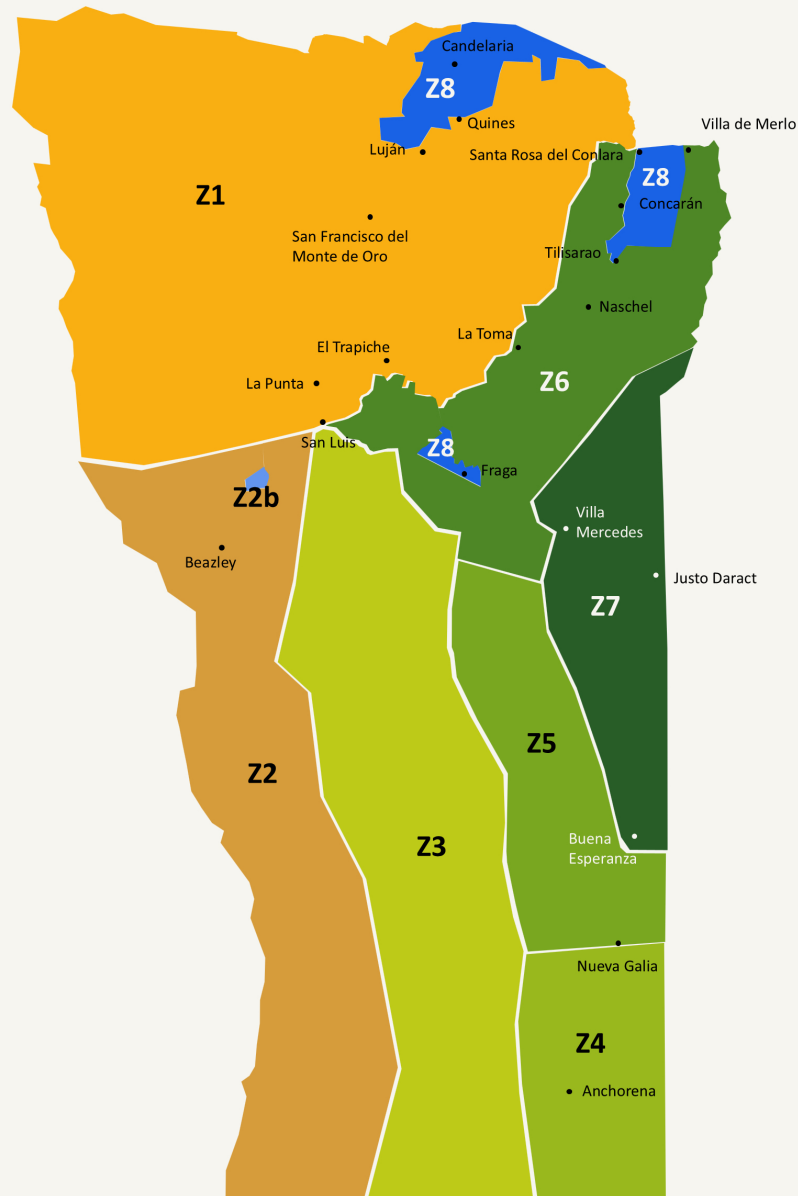 Candelaria
Z8
Quines
Villa de Merlo
Luján
Santa Rosa del Conlara
Z8
Z1
Concarán
San Francisco del
Monte de Oro
Tilisarao
Naschel
La Toma
El Trapiche
La Punta
Z6
San Luis
Z8
Fraga
Z2b
Villa
Mercedes
Beazley
Justo Daract
Z7
Z5
Z2
Buena
Esperanza
Z3
Nueva Galia
Z4
Anchorena